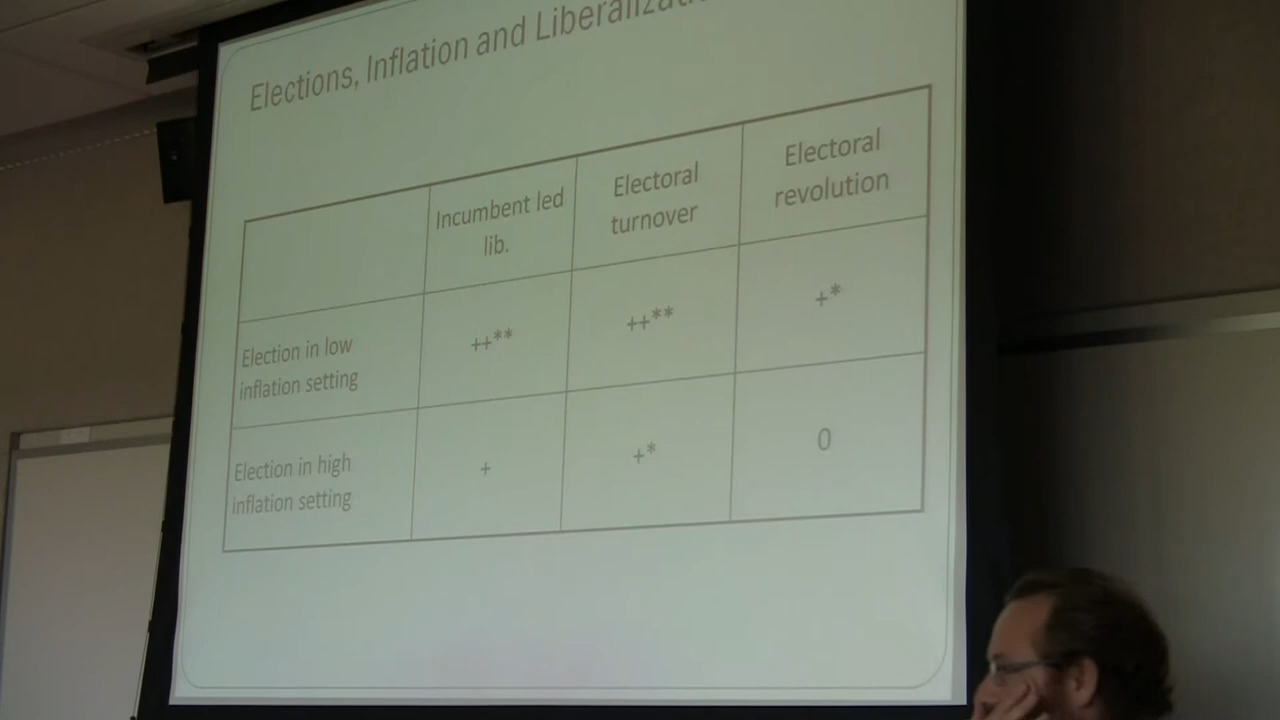 Elections, Inflation and
Incumbent led
lib.
Electoral
turnover
Electoral
revolution
Election in low
inflation setting
++**
++**
+*
Election in high
inflation setting
+
+*
0